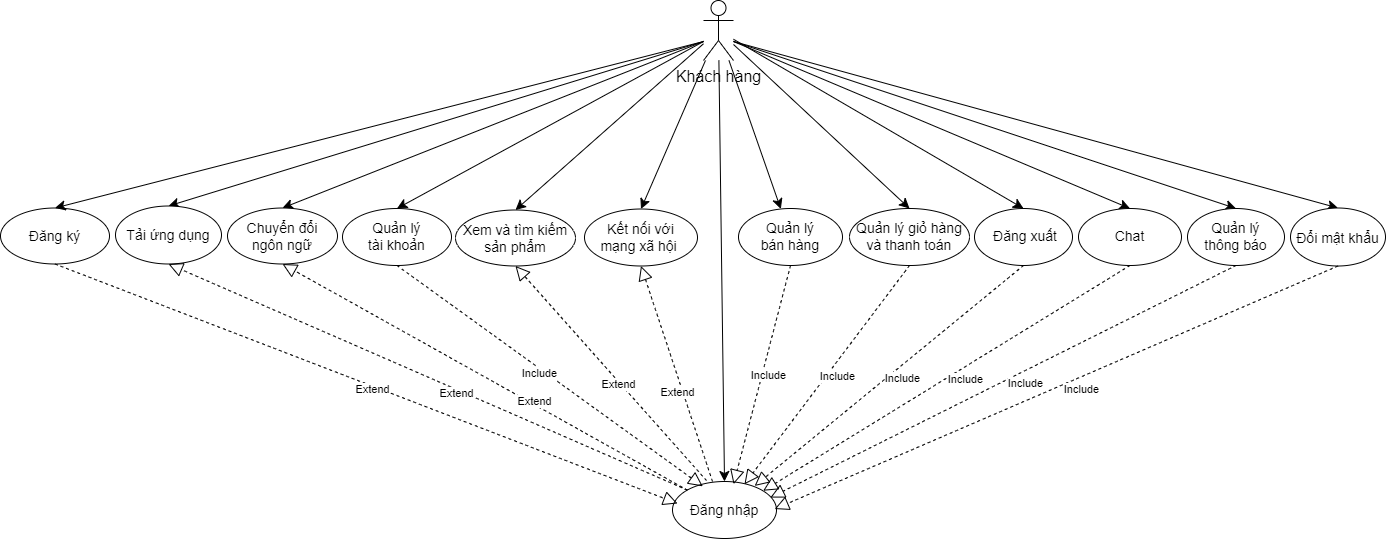 Khách hàng
Đăng ký
Tải ứng dụng
Chuyển đổi
ngôn ngữ
Quản lý
tài khoản
Xem và tìm kiếm
sản phẩm
Kết nối với
mạng xã hội
Quản lý
bán hàng
Quản lý giỏ hàng
và thanh toán
Đăng xuất
Chat
Quản lý
thông báo
Đổi mật khẩu
Extend
Extend
Extend
Include
Extend
Extend
Include
Include
Include
Include
Include
Include
Đăng nhập